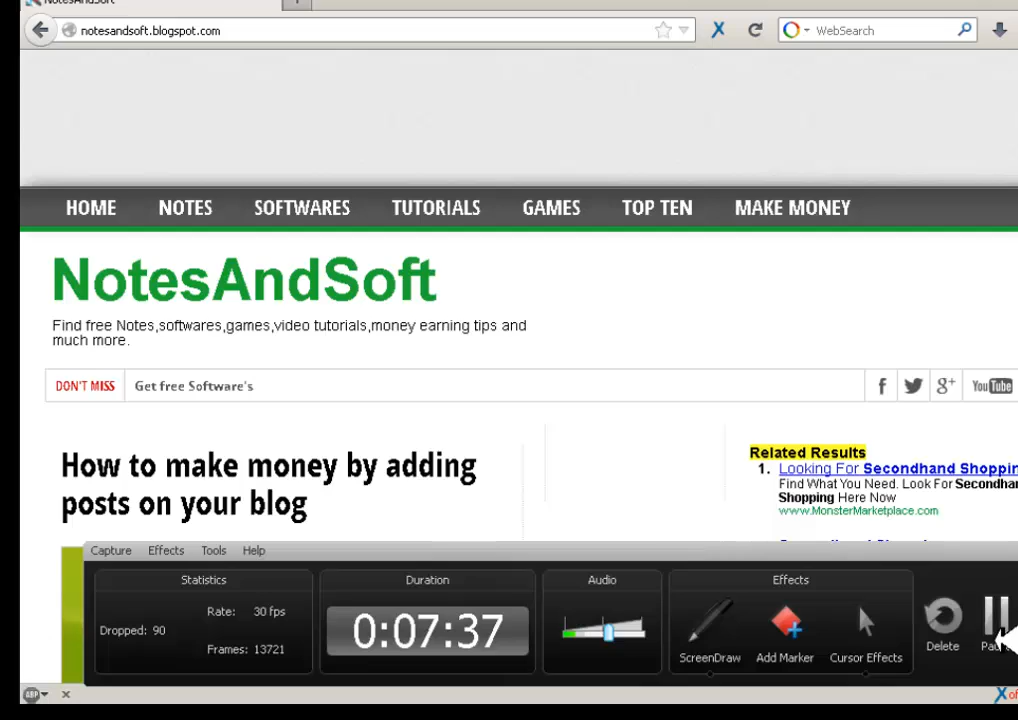 NotesAndSoft
notesandsoft.blogspot.com
WebSearch
HOME NOTES SOFTWARES TUTORIALS GAMES TOP TEN MAKE MONEY
NotesAndSoft
Find free Notes,softwares,games,video tutorials,money earning tips and
much more.
DON'T MISS Get free Software's
f g+ YouTube
How to make money by adding
posts on your blog
Related Results
1. Looking For Secondhand Shoppin
Find What You Need. Look For Secondhan
Shopping Here Now
www.MonsterMarketplace.com
Capture Effects Tools Help
Statistics Duration Audio Effects
Rate: 30 fps
Dropped: 90
Frames: 13721
0:07:37
ScreenDraw Add Marker Cursor Effects
Delete
ABP